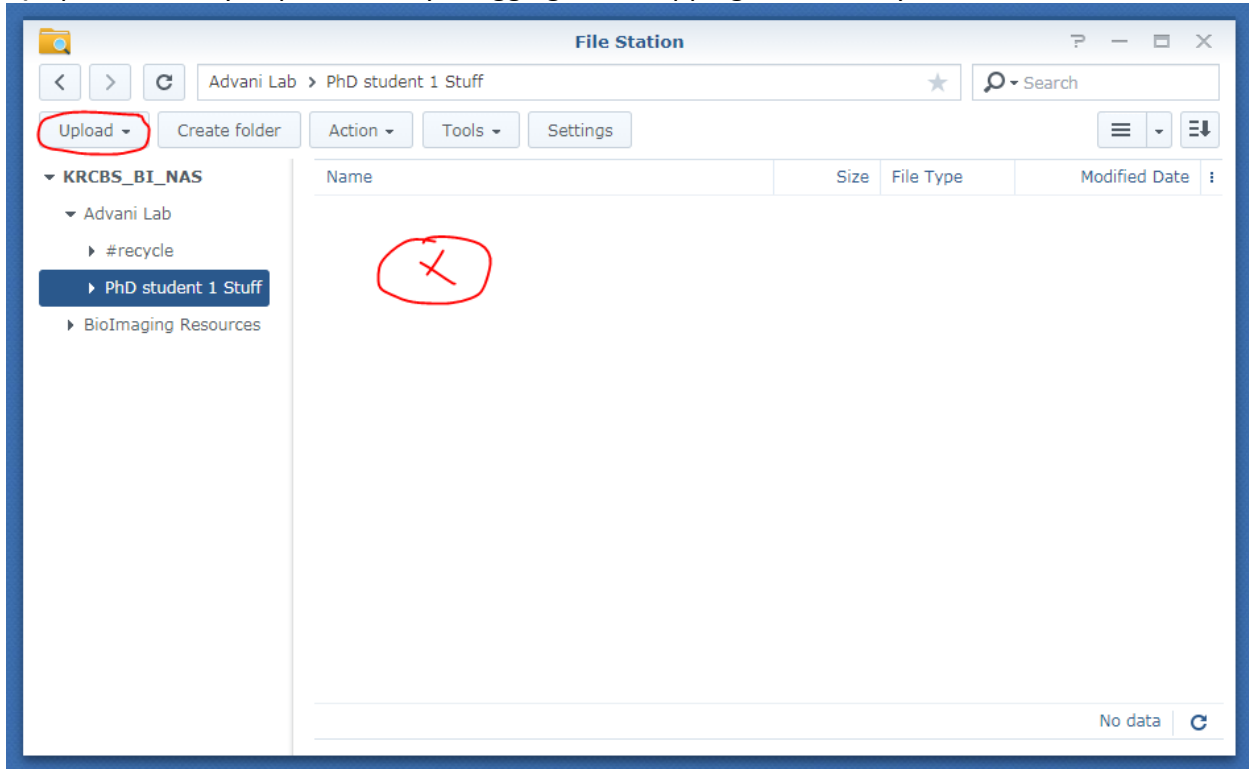 File Station
Advani Lab > PhD student 1 Stuff
Search
Upload Create folder Action Tools Settings
KRCBS_BI_NAS
Name Size File Type Modified Date
Advani Lab
#recycle
PhD student 1 Stuff
BioImaging Resources
X
No data